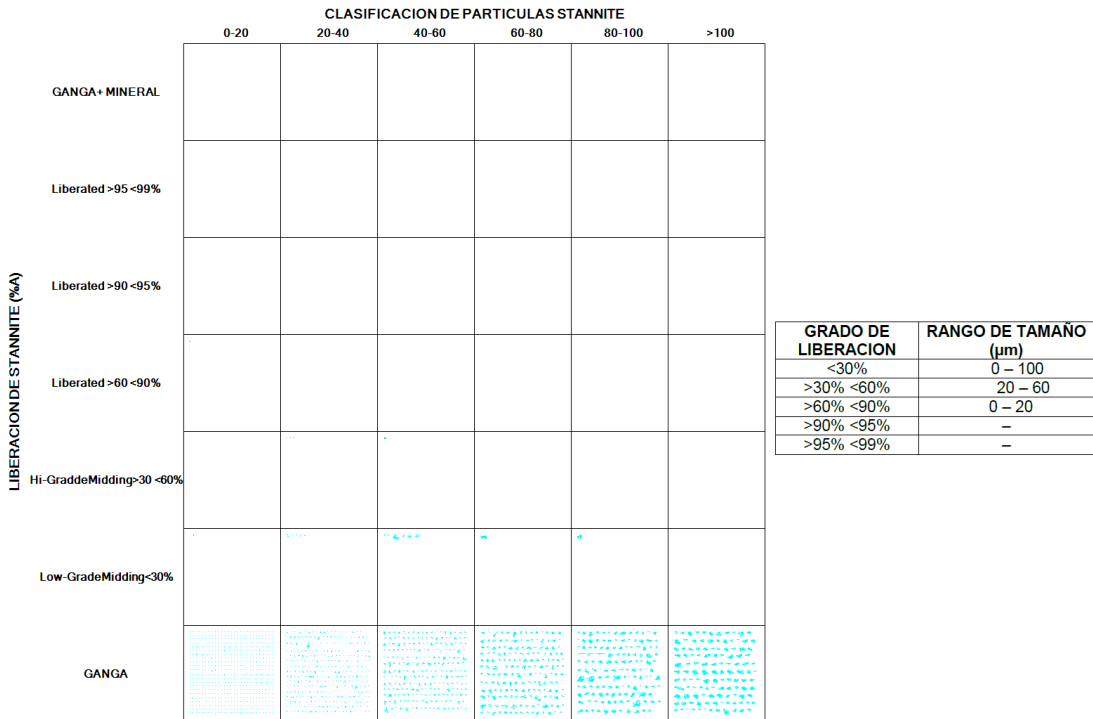 CLASIFICACION DE PARTICULAS STANNITE
0-20 20-40 40-60 60-80 80-100 >100
LIBERACION DE STANNITE (%A)
GANGA+ MINERAL
Liberated >95 <99%
Liberated >90 <95%
Liberated >60 <90%
Hi-GraddeMidding>30 <60%
Low-GradeMidding<30%
GANGA
GRADO DE LIBERACION RANGO DE TAMAÑO (µm)
<30% 0 – 100
>30% <60% 20 – 60
>60% <90% 0 – 20
>90% <95% –
>95% <99% –